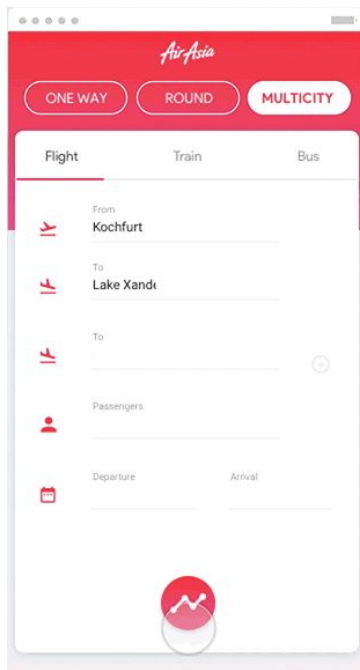 AirAsia
ONE WAY ROUND MULTICITY
Flight Train Bus
From
Kochfurt
To
Lake Xande
To
Passengers
Departure Arrival